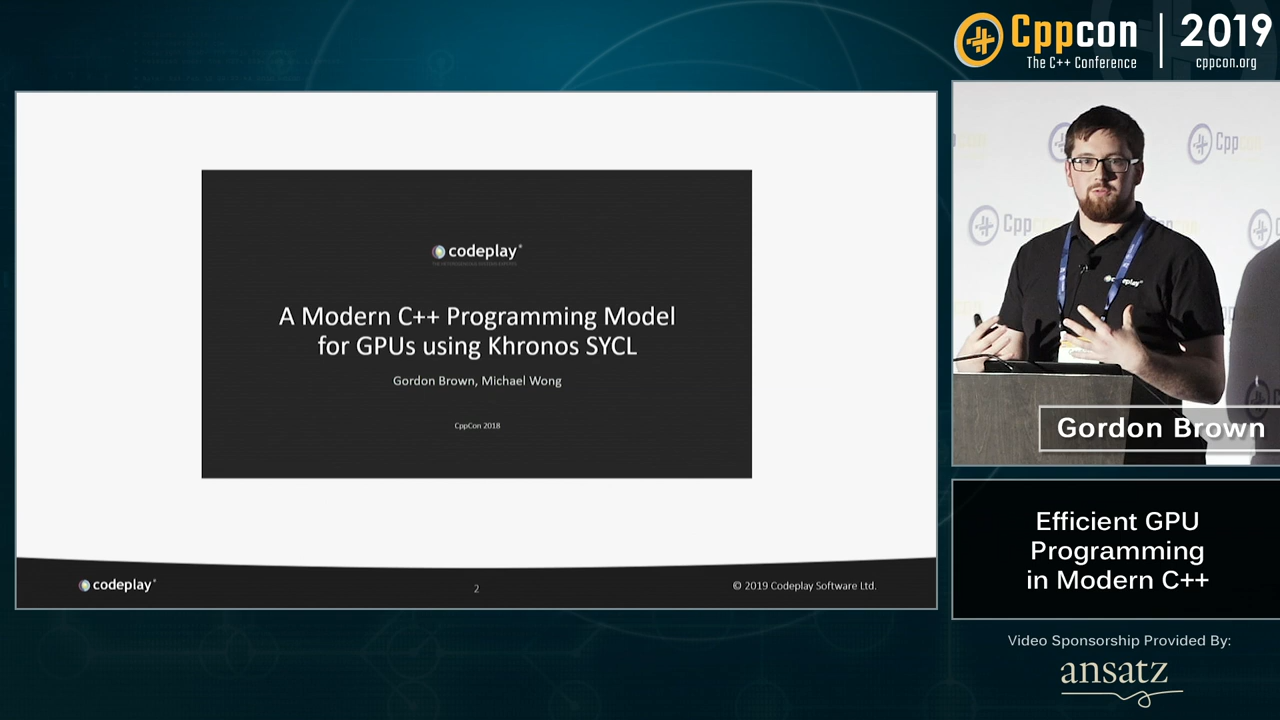 Cppcon
The C++ Conference
2019
cppcon.org
codeplay
A Modern C++ Programming Model
for GPUs using Khronos SYCL
Gordon Brown, Michael Wong
CppCon 2018
codeplay
2
© 2019 Codeplay Software Ltd.
Cpp
Cpp
Gordon Brown
Efficient GPU
Programming
in Modern C++
Video Sponsorship Provided By:
ansatz